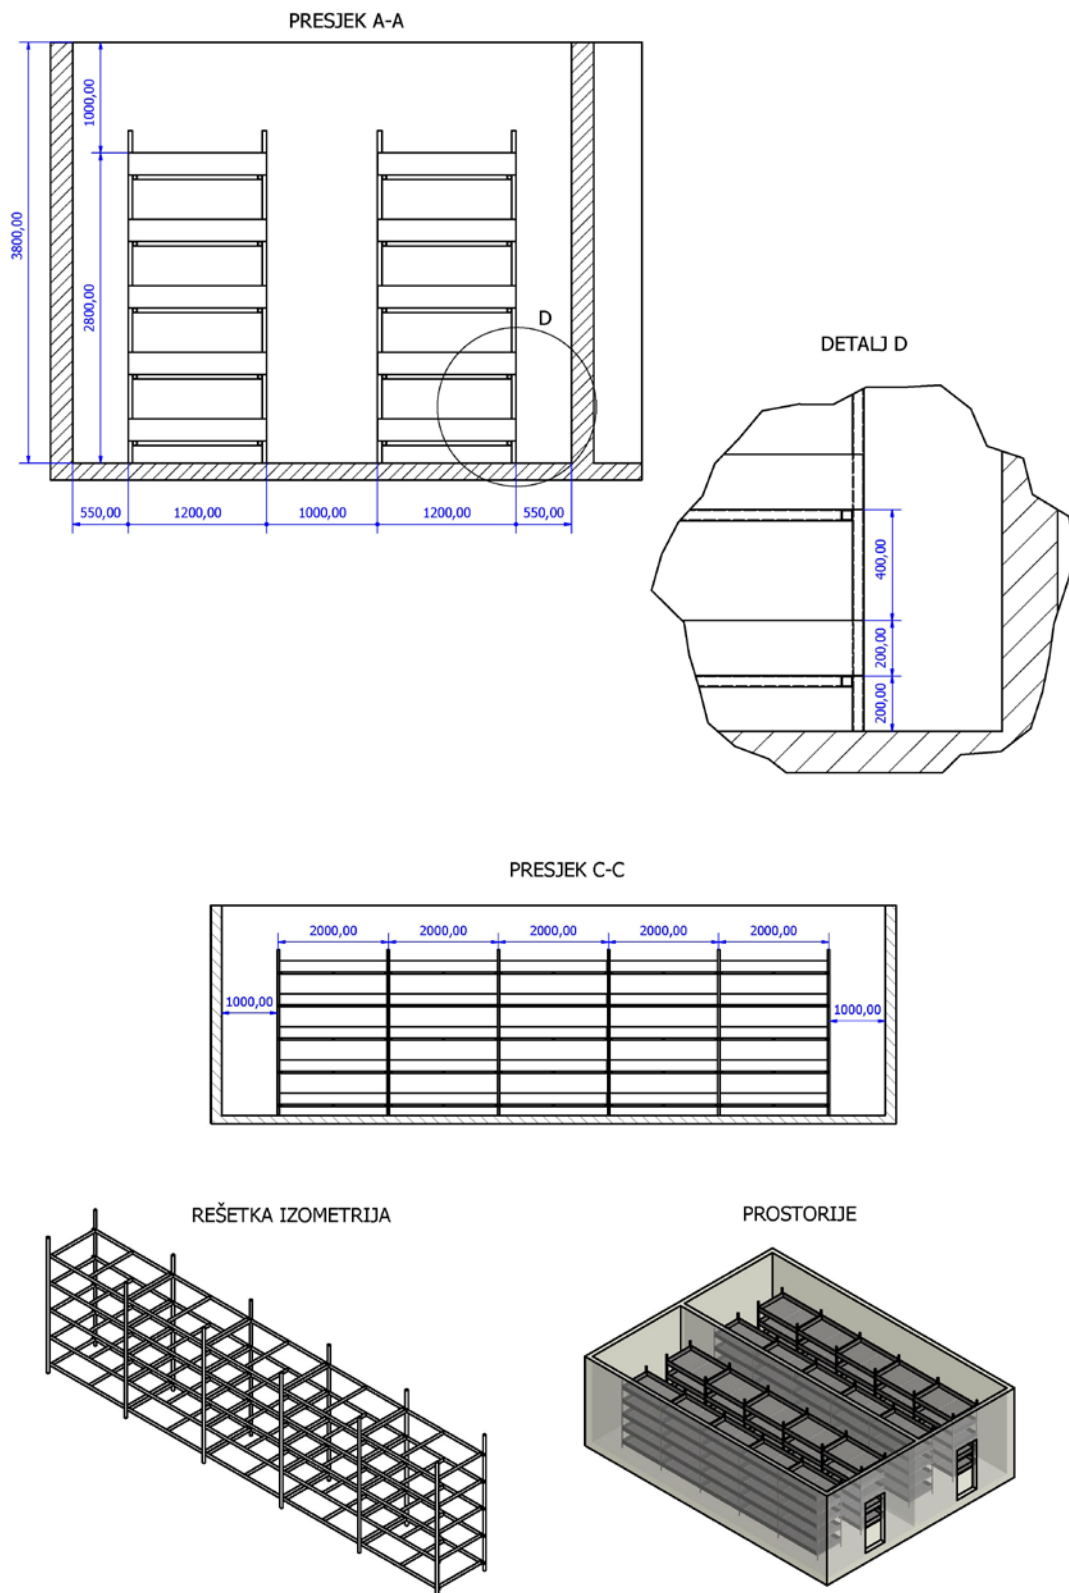 PRESJEK A-A
1000,00
3800,00
2800,00
D
550,00 1200,00 1000,00 1200,00 550,00
DETALJ D
400,00
200,00
200,00
PRESJEK C-C
2000,00 2000,00 2000,00 2000,00 2000,00
1000,00 1000,00
REŠETKA IZOMETRIJA
PROSTORIJE